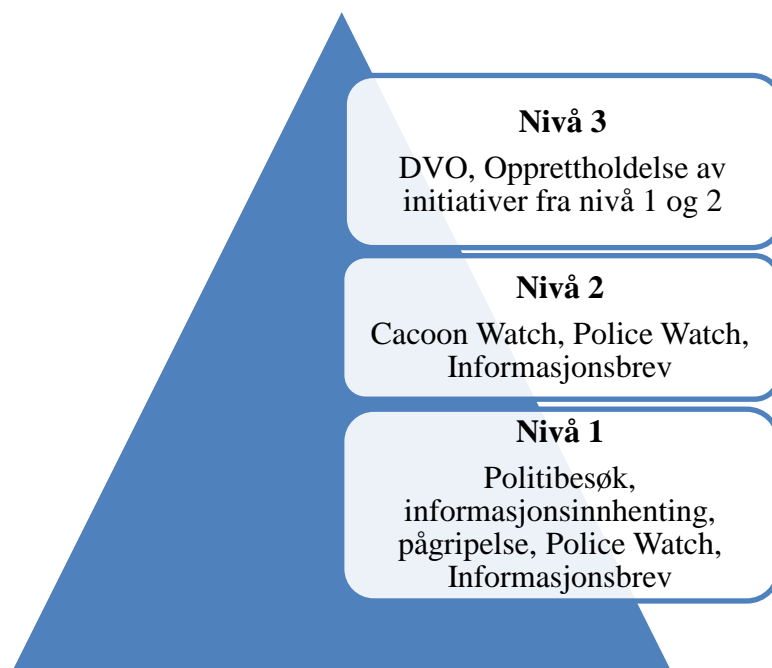 Nivå 3
DVO, Opprettholdelse av
initiativer fra nivå 1 og 2
Nivå 2
Cacoon Watch, Police Watch,
Informasjonsbrev
Nivå 1
Politibesøk,
informasjonsinnhenting,
pågripelse, Police Watch,
Informasjonsbrev